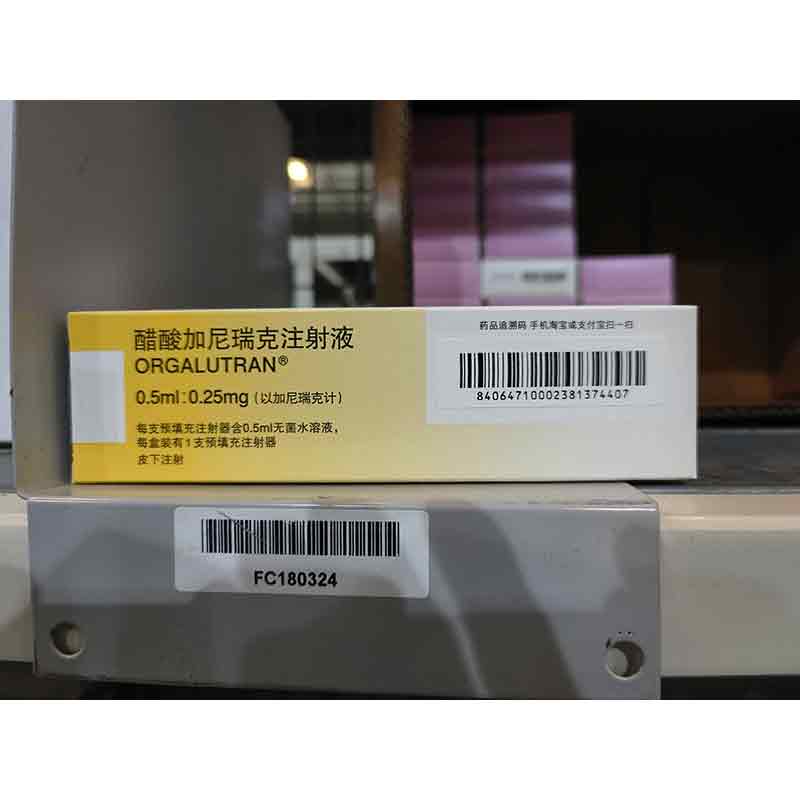 醋酸加尼瑞克注射液
ORGALUTRAN®
0.5ml:0.25mg (以加尼瑞克计)
每支预填充注射器含0.5ml无菌水溶液,
每盒装有1支预填充注射器
皮下注射
药品追溯码 手机淘宝或支付宝扫一扫
84064710002381374407
FC180324